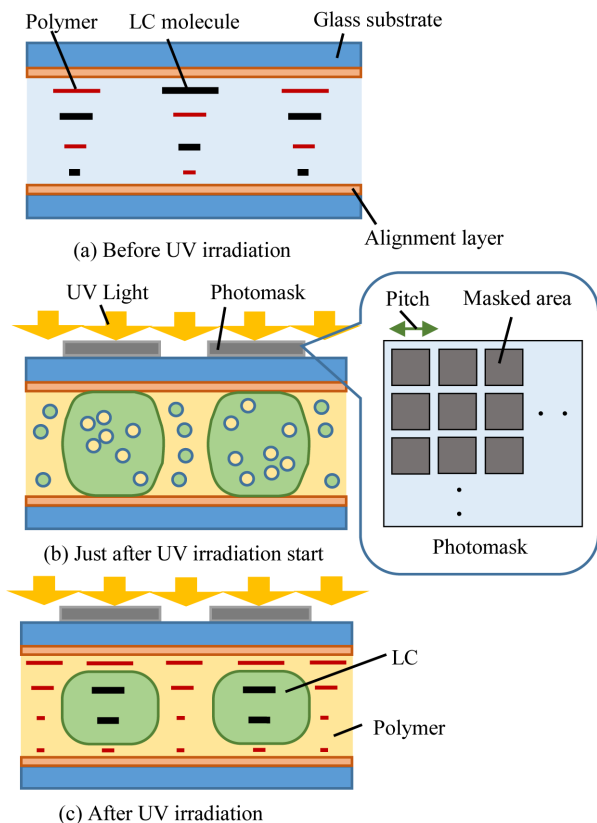 Polymer
LC molecule
Glass substrate
Alignment layer
(a) Before UV irradiation
UV Light
Photomask
Pitch
Masked area
Photomask
(b) Just after UV irradiation start
LC
Polymer
(c) After UV irradiation